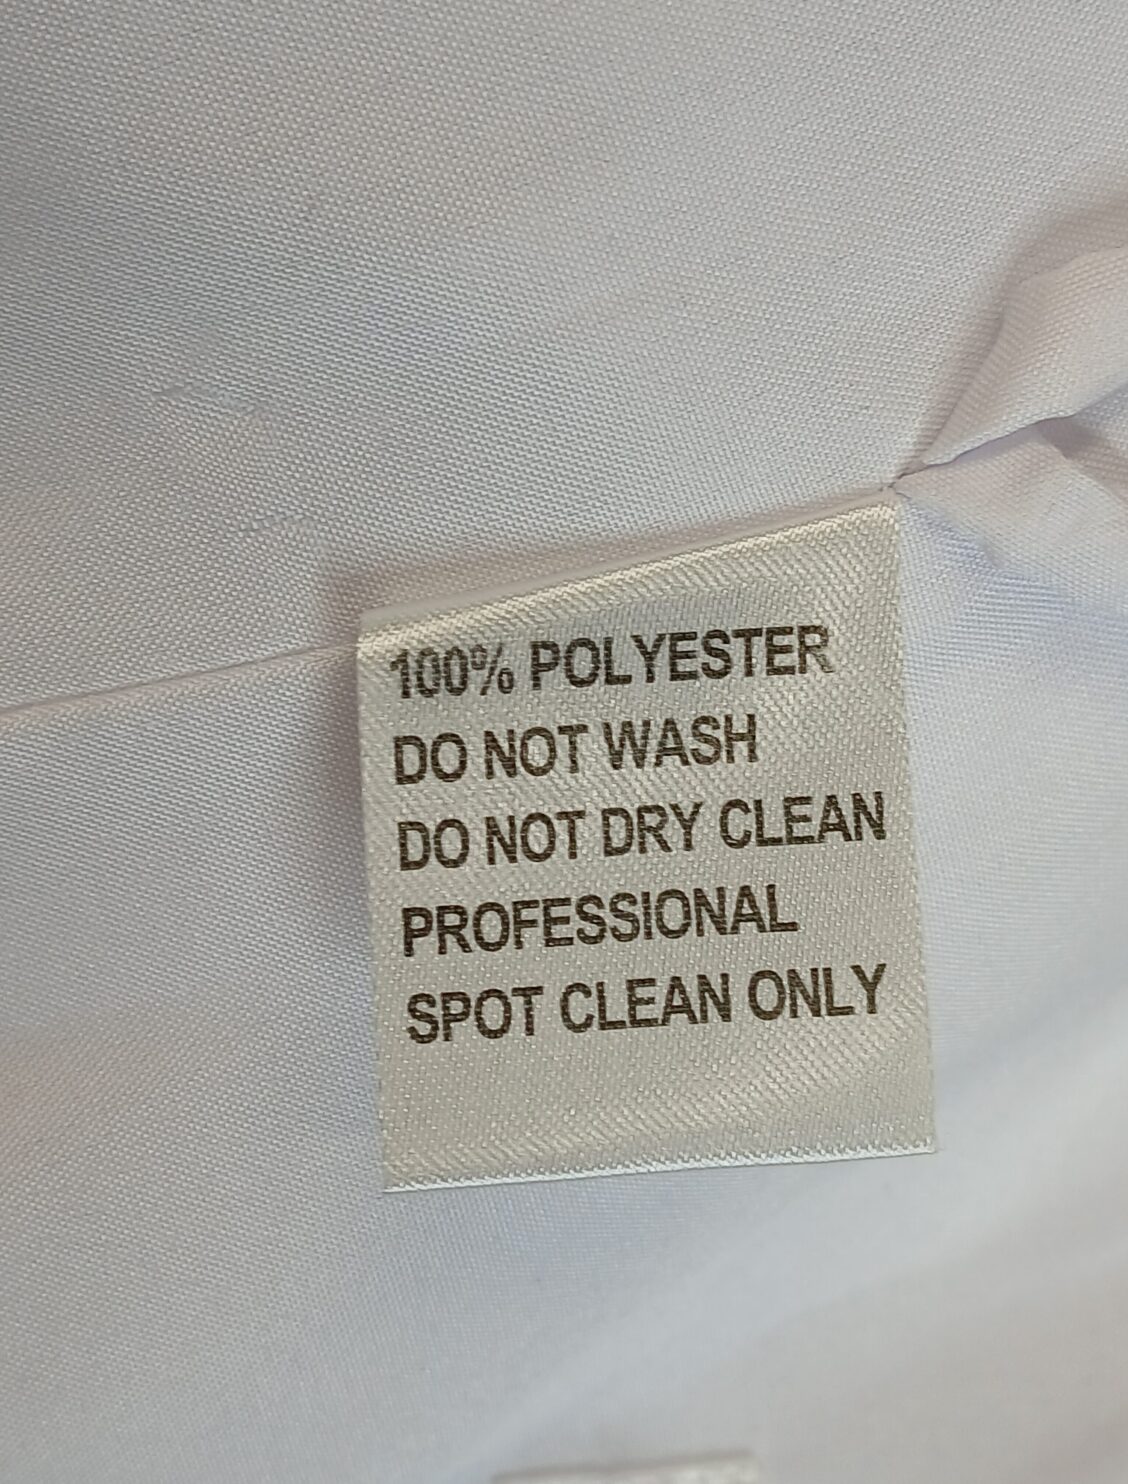 100% POLYESTER
DO NOT WASH
DO NOT DRY CLEAN
PROFESSIONAL
SPOT CLEAN ONLY